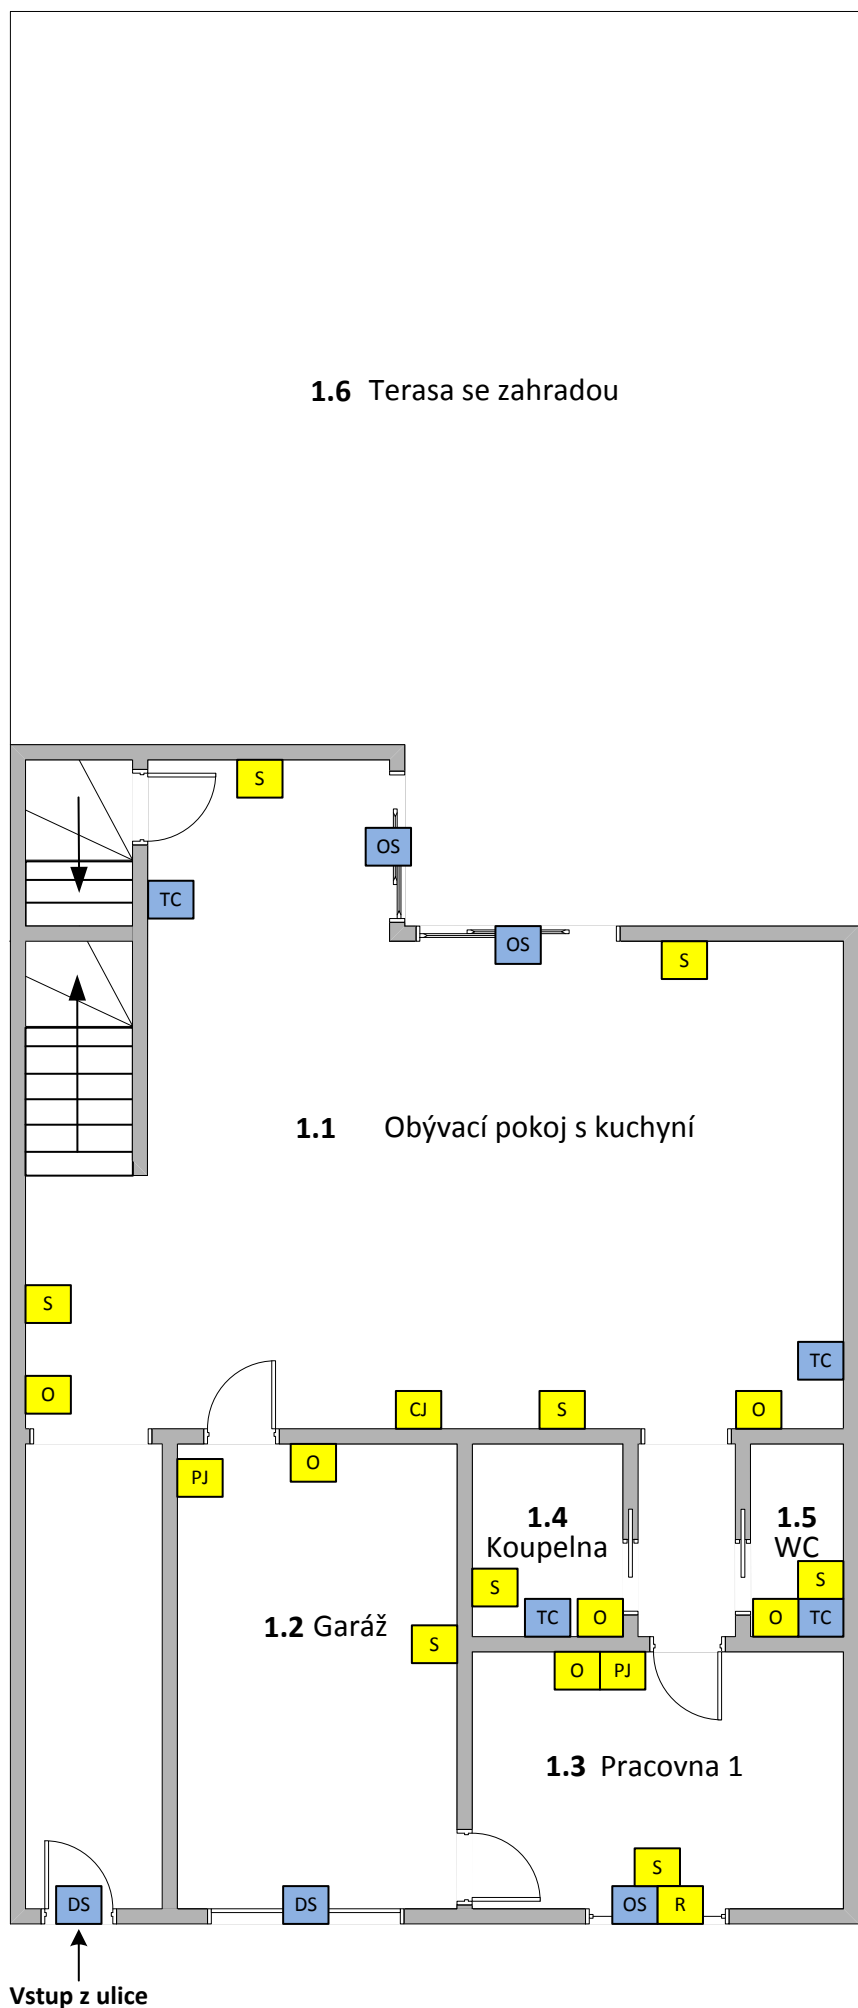 1.6 Terasa se zahradou
S
OS
TC
OS
S
1.1 Obývací pokoj s kuchyní
S
TC
O
CJ
S
O
O
PJ
1.4
Koupelna
1.5
WC
S
S
TC
O
O
TC
1.2 Garáž
S
O
PJ
1.3 Pracovna 1
S
DS
DS
OS
R
Vstup z ulice